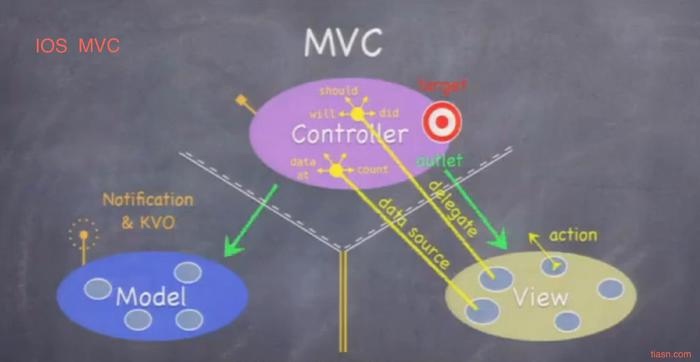 IOS MVC
MVC
target
should
will
did
Controller
data
at
count
outlet
Notification
& KVO
delegate
data source
action
Model
View
tiasn.com